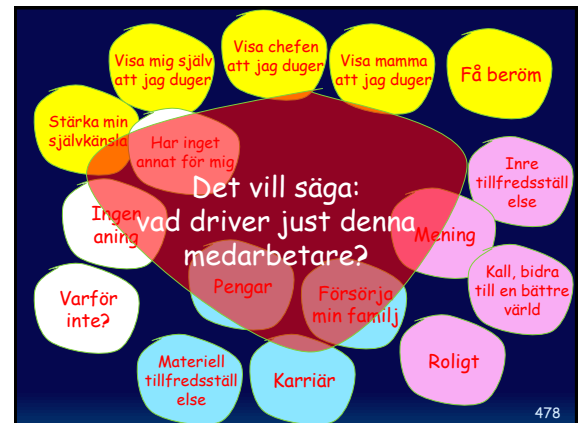 Visa mig själv
att jag duger
Visa chefen
att jag duger
Visa mamma
att jag duger
Få beröm
Stärka min
självkänsla
Har inget
annat för mig
Inre
tillfredsställ
else
Det vill säga:
vad driver just denna
medarbetare?
Ingen
aning
Mening
Kall, bidra
till en bättre
värld
Varför
inte?
Pengar
Försörja
min familj
Materiell
tillfredsställ
else
Karriär
Roligt
478